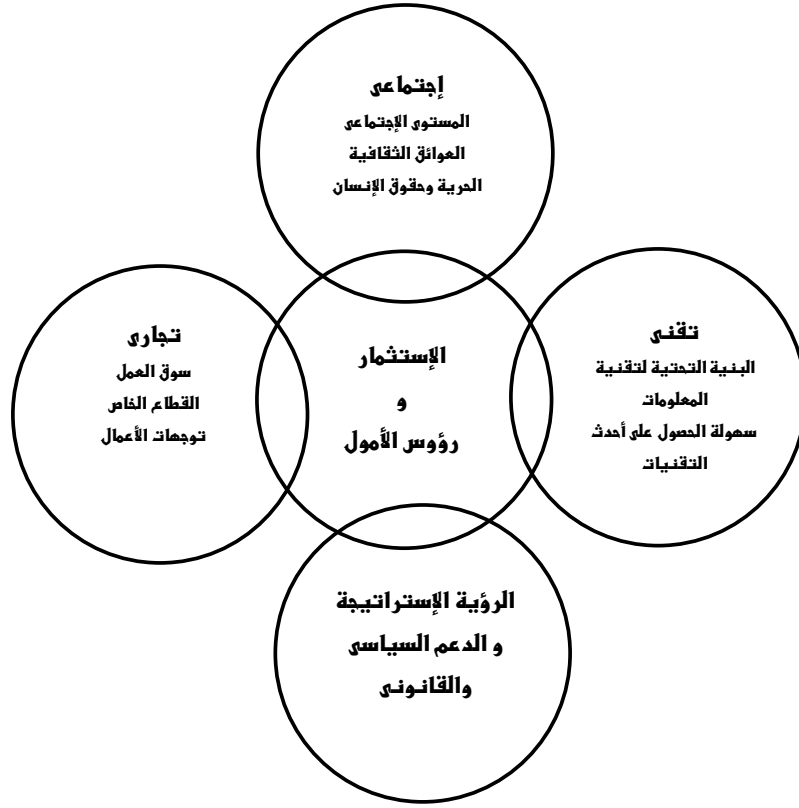 إجتماعى
المستوى الإجتماعى
العوائق الثقافية
الحرية وحقوق الإنسان
تقنى
البنية التحتية لتقنية
المعلومات
سهولة الحصول على أحدث
التقنيات
الإستثمار
و
رؤوس الأمول
تجارى
سوق العمل
القطاع الخاص
توجهات الأعمال
الرؤية الإستراتيجة
و الدعم السياسى
والقانونى